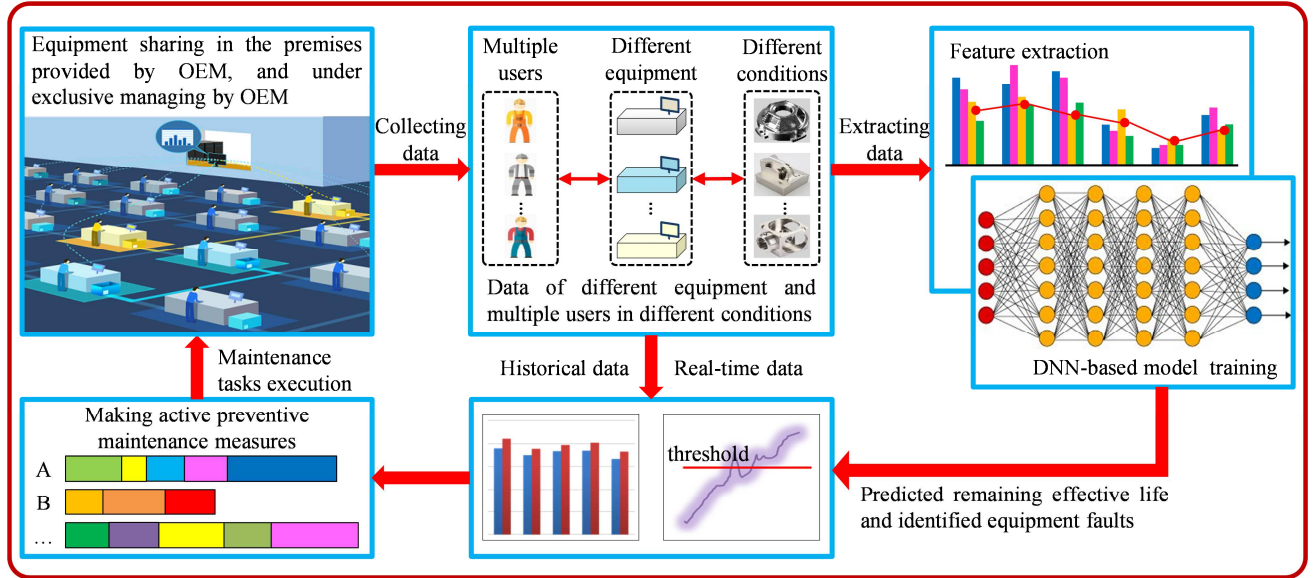 Equipment sharing in the premises
provided by OEM, and under
exclusive managing by OEM
Collecting
data
Multiple
users
Different
equipment
Different
conditions
...
...
...
Data of different equipment and
multiple users in different conditions
Extracting
data
Feature extraction
DNN-based model training
Historical data
Real-time data
Maintenance
tasks execution
Making active preventive
maintenance measures
A
B
...
threshold
Predicted remaining effective life
and identified equipment faults